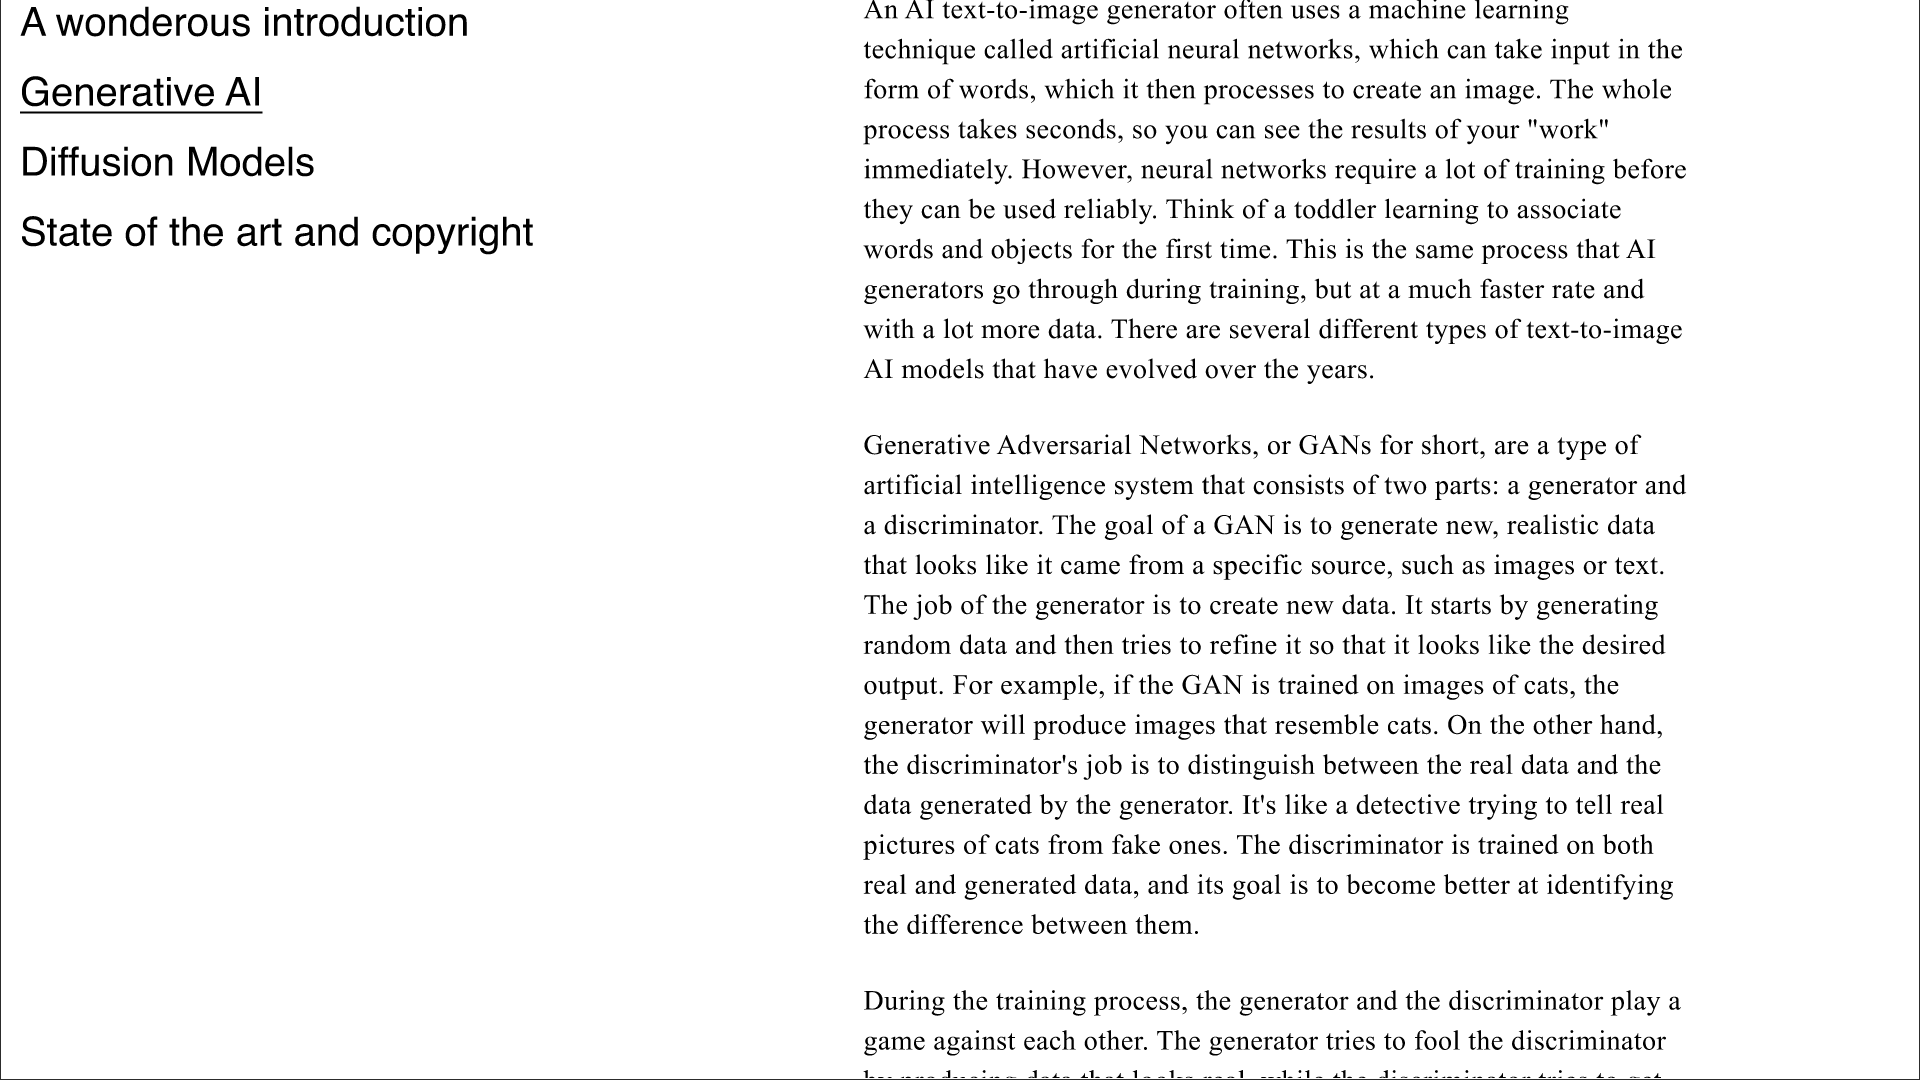 A wonderous introduction
Generative AI
Diffusion Models
State of the art and copyright
An AI text-to-image generator often uses a machine learning
technique called artificial neural networks, which can take input in the
form of words, which it then processes to create an image. The whole
process takes seconds, so you can see the results of your "work"
immediately. However, neural networks require a lot of training before
they can be used reliably. Think of a toddler learning to associate
words and objects for the first time. This is the same process that AI
generators go through during training, but at a much faster rate and
with a lot more data. There are several different types of text-to-image
AI models that have evolved over the years.
Generative Adversarial Networks, or GANs for short, are a type of
artificial intelligence system that consists of two parts: a generator and
a discriminator. The goal of a GAN is to generate new, realistic data
that looks like it came from a specific source, such as images or text.
The job of the generator is to create new data. It starts by generating
random data and then tries to refine it so that it looks like the desired
output. For example, if the GAN is trained on images of cats, the
generator will produce images that resemble cats. On the other hand,
the discriminator's job is to distinguish between the real data and the
data generated by the generator. It's like a detective trying to tell real
pictures of cats from fake ones. The discriminator is trained on both
real and generated data, and its goal is to become better at identifying
the difference between them.
During the training process, the generator and the discriminator play a
game against each other. The generator tries to fool the discriminator
by producing data that looks real, while the discriminator tries to get